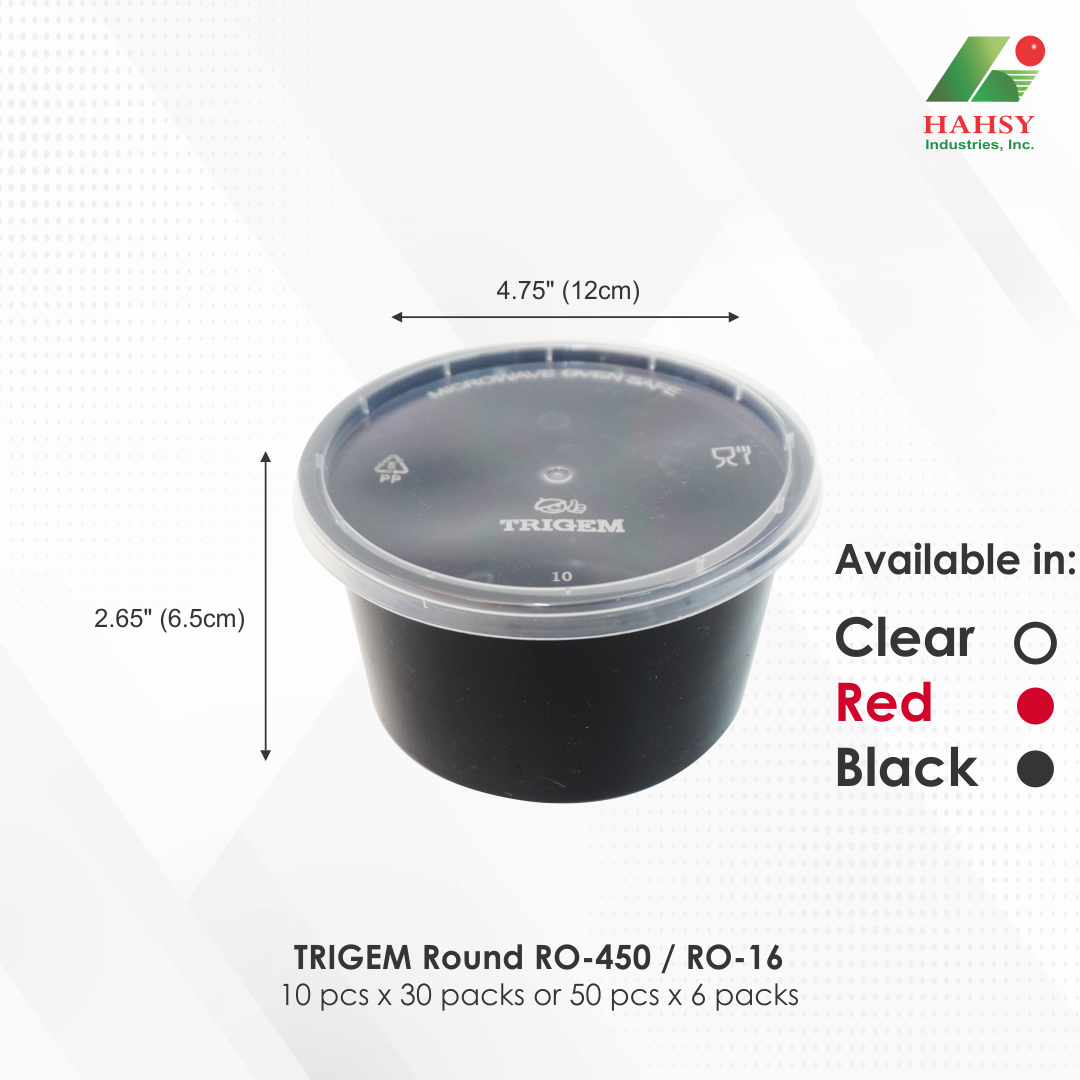 HAHSY
Industries, Inc.
4.75" (12cm)
MICROWAVE OVEN SAFE
5
PP
TRIGEM
10
2.65" (6.5cm)
Available in:
Clear
Red
Black
TRIGEM Round RO-450 / RO-16
10 pcs x 30 packs or 50 pcs x 6 packs